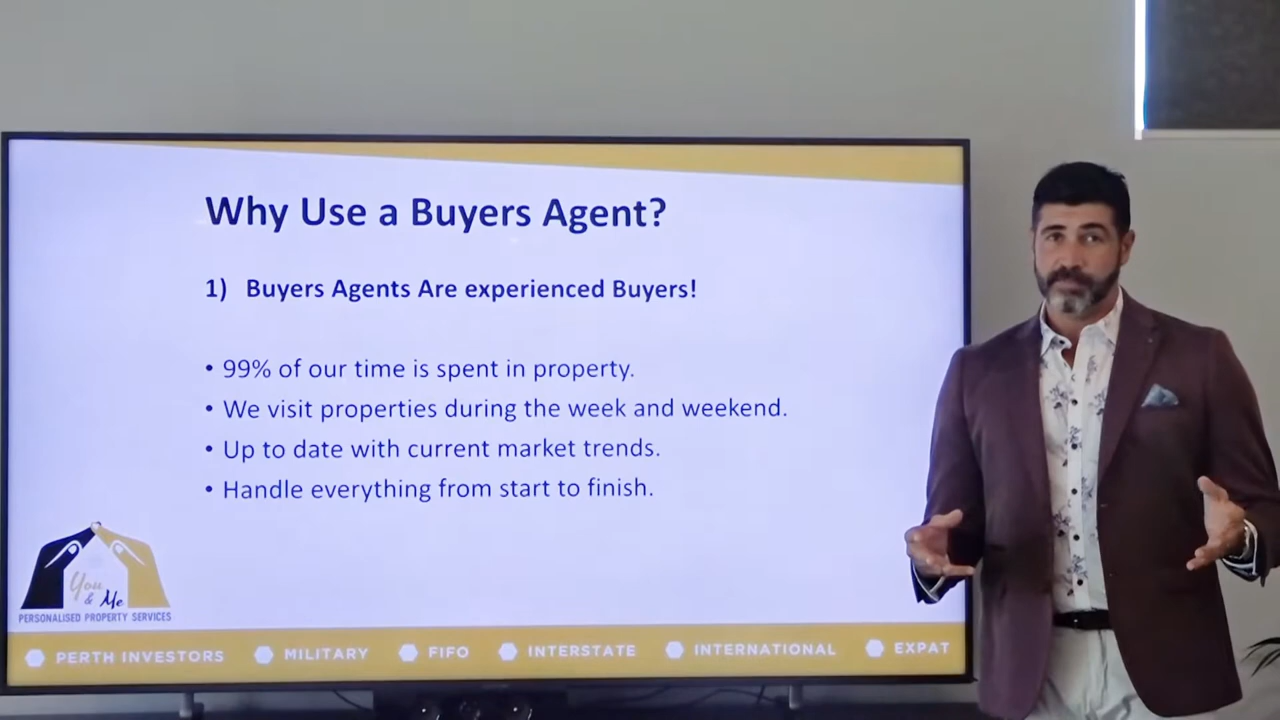 Why Use a Buyers Agent?
1) Buyers Agents Are experienced Buyers!
• 99% of our time is spent in property.
• We visit properties during the week and weekend.
• Up to date with current market trends.
• Handle everything from start to finish.
You
& Me
PERSONALISED PROPERTY SERVICES
PERTH INVESTORS MILITARY FIFO INTERSTATE INTERNATIONAL EXPAT